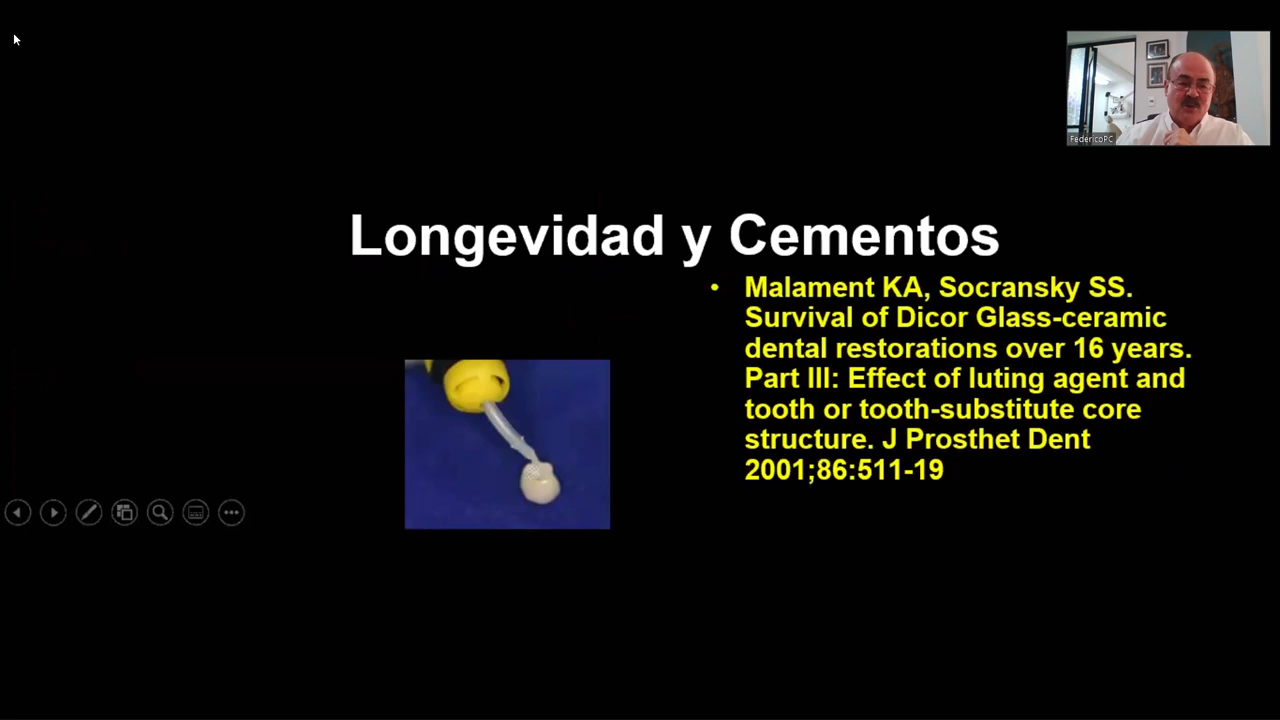 FedericoPC
Longevidad y Cementos
• Malament KA, Socransky SS.
Survival of Dicor Glass-ceramic
dental restorations over 16 years.
Part III: Effect of luting agent and
tooth or tooth-substitute core
structure. J Prosthet Dent
2001;86:511-19